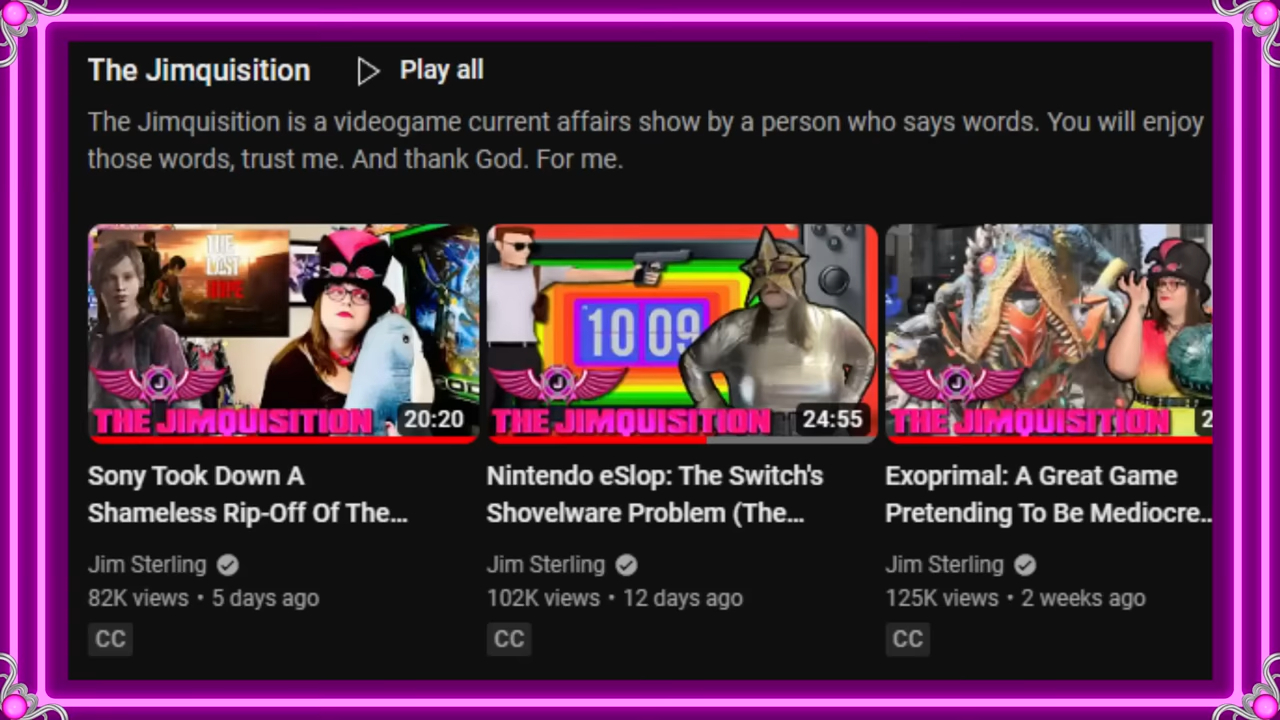 The Jimquisition Play all
The Jimquisition is a videogame current affairs show by a person who says words. You will enjoy
those words, trust me. And thank God. For me.
THE
LAST
HOPE
10 09
J
THE JIMQUISITION
20:20
J
THE JIMQUISITION
24:55
J
THE JIMQUISITION
2
Sony Took Down A
Shameless Rip-Off Of The...
Jim Sterling
82K views • 5 days ago
CC
Nintendo eSlop: The Switch's
Shovelware Problem (The...
Jim Sterling
102K views • 12 days ago
CC
Exoprimal: A Great Game
Pretending To Be Mediocre...
Jim Sterling
125K views • 2 weeks ago
CC